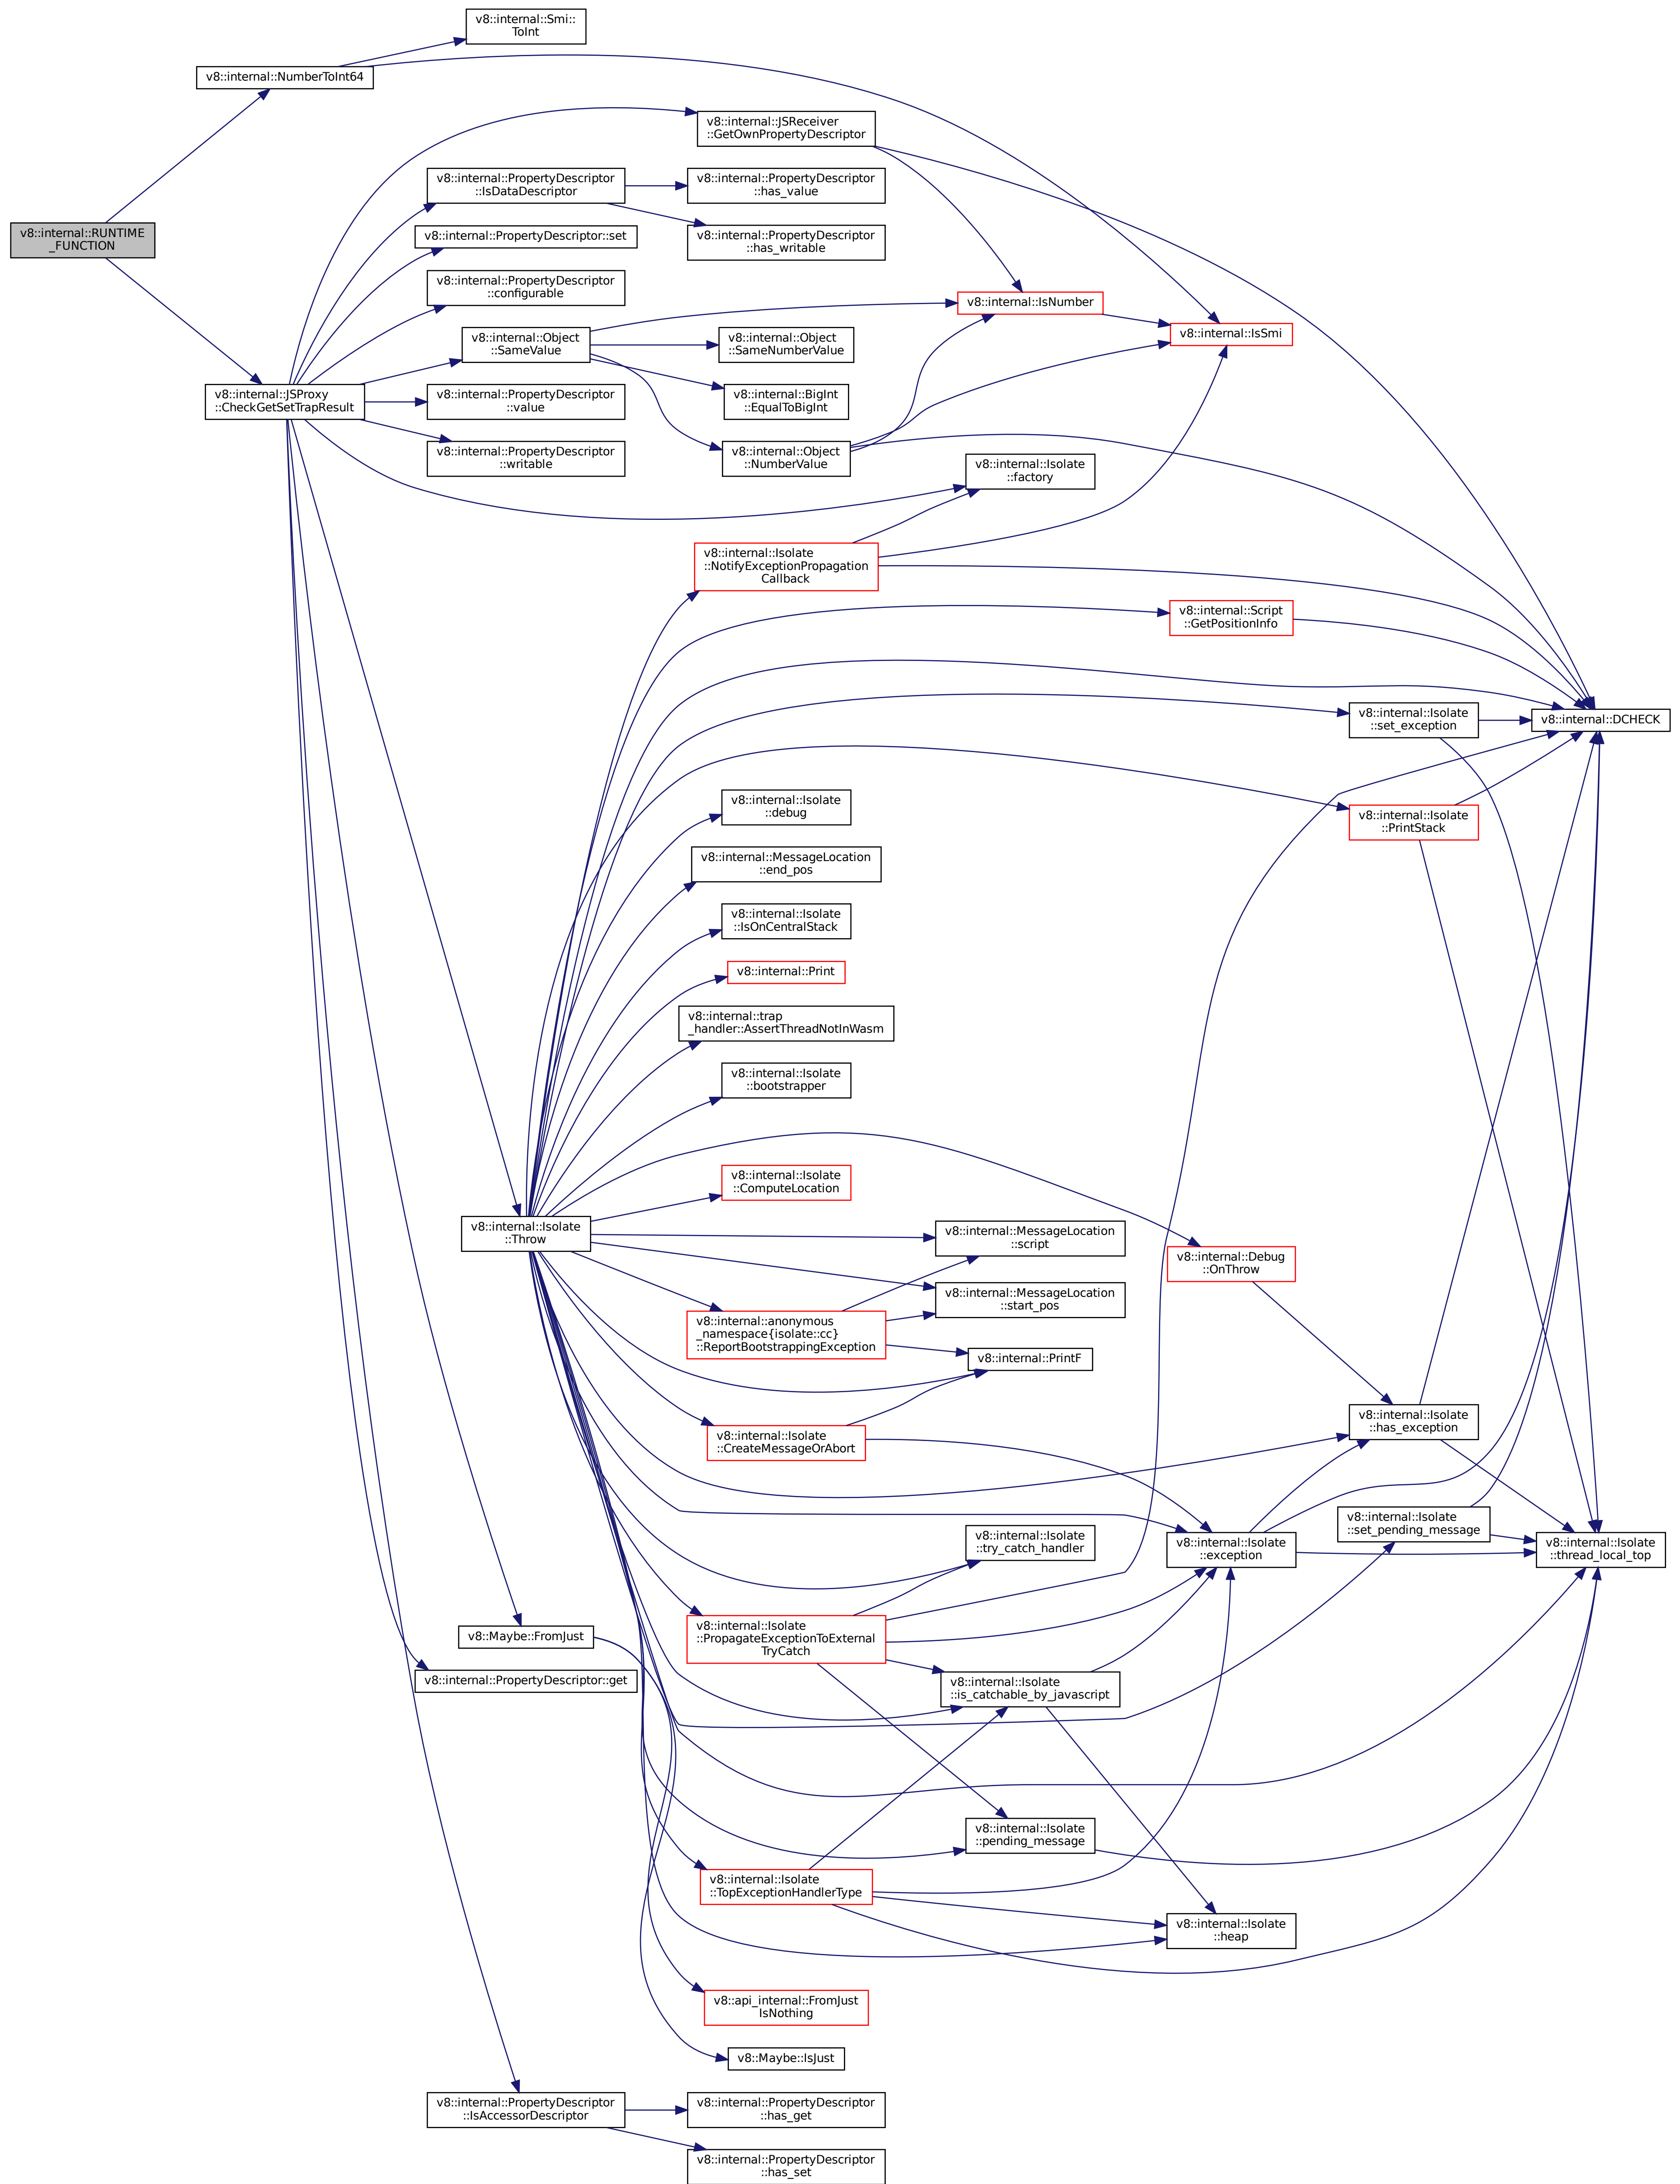 v8::internal::Smi::
ToInt
v8::internal::NumberToInt64
v8::internal::JSReceiver
::GetOwnPropertyDescriptor
v8::internal::PropertyDescriptor
::IsDataDescriptor
v8::internal::PropertyDescriptor
::has_value
v8::internal::RUNTIME
_FUNCTION
v8::internal::PropertyDescriptor::set
v8::internal::PropertyDescriptor
::has_writable
v8::internal::PropertyDescriptor
::configurable
v8::internal::IsNumber
v8::internal::IsSmi
v8::internal::Object
::SameValue
v8::internal::Object
::SameNumberValue
v8::internal::JSProxy
::CheckGetSetTrapResult
v8::internal::PropertyDescriptor
::value
v8::internal::BigInt
::EqualToBigInt
v8::internal::PropertyDescriptor
::writable
v8::internal::Object
::NumberValue
v8::internal::Isolate
::factory
v8::internal::Isolate
::NotifyExceptionPropagation
Callback
v8::internal::Script
::GetPositionInfo
v8::internal::Isolate
::set_exception
v8::internal::DCHECK
v8::internal::Isolate
::debug
v8::internal::Isolate
::PrintStack
v8::internal::MessageLocation
::end_pos
v8::internal::Isolate
::IsOnCentralStack
v8::internal::Print
v8::internal::trap
_handler::AssertThreadNotInWasm
v8::internal::Isolate
::bootstrapper
v8::internal::Isolate
::ComputeLocation
v8::internal::Isolate
::Throw
v8::internal::MessageLocation
::script
v8::internal::Debug
::OnThrow
v8::internal::MessageLocation
::start_pos
v8::internal::anonymous
_namespace{isolate::cc}
::ReportBootstrappingException
v8::internal::PrintF
v8::internal::Isolate
::has_exception
v8::internal::Isolate
::CreateMessageOrAbort
v8::internal::Isolate
::set_pending_message
v8::internal::Isolate
::try_catch_handler
v8::internal::Isolate
::exception
v8::internal::Isolate
::thread_local_top
v8::Maybe::FromJust
v8::internal::Isolate
::PropagateExceptionToExternal
TryCatch
v8::internal::PropertyDescriptor::get
v8::internal::Isolate
::is_catchable_by_javascript
v8::internal::Isolate
::pending_message
v8::internal::Isolate
::TopExceptionHandlerType
v8::internal::Isolate
::heap
v8::api_internal::FromJust
IsNothing
v8::Maybe::IsJust
v8::internal::PropertyDescriptor
::IsAccessorDescriptor
v8::internal::PropertyDescriptor
::has_get
v8::internal::PropertyDescriptor
::has_set